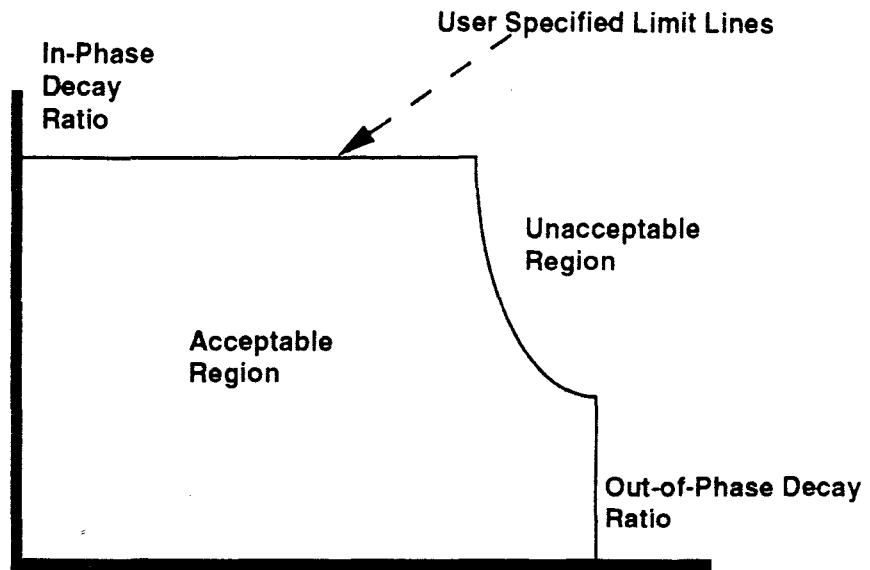 User Specified Limit Lines
In-Phase
Decay
Ratio
Unacceptable
Region
Acceptable
Region
Out-of-Phase Decay
Ratio